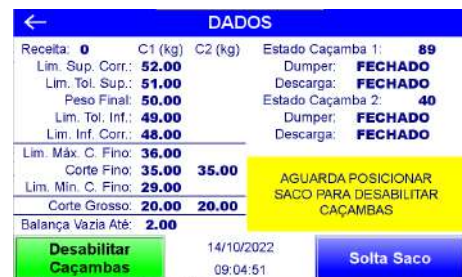 DADOS
Receita: 0 C1 (kg) C2 (kg)
Lim. Sup. Corr.: 52.00
Lim. Tol. Sup.: 51.00
Peso Final: 50.00
Lim. Tol. Inf.: 49.00
Lim. Inf. Corr.: 48.00
Lim. Máx. C. Fino: 36.00
Corte Fino: 35.00 35.00
Lim. Mín. C. Fino: 29.00
Corte Grosso: 20.00 20.00
Balança Vazia Até: 2.00
Estado Caçamba 1: 89
Dumper: FECHADO
Descarga: FECHADO
Estado Caçamba 2: 40
Dumper: FECHADO
Descarga: FECHADO
AGUARDA POSICIONAR
SACO PARA DESABILITAR
CAÇAMBAS
Desabilitar
Caçambas
14/10/2022
09:04:51
Solta Saco